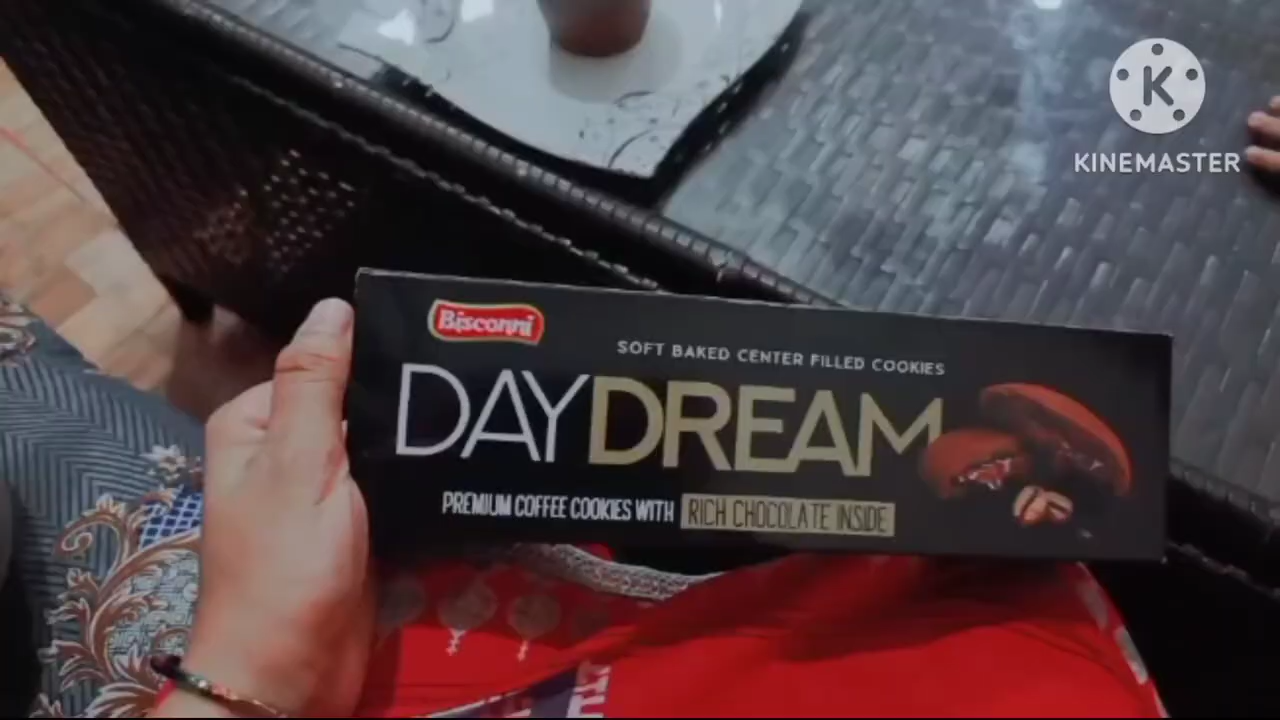 K
KINEMASTER
Bisconni
SOFT BAKED CENTER FILLED COOKIES
DAYDREAM
PREMIUM COFFEE COOKIES WITH RICH CHOCOLATE INSIDE